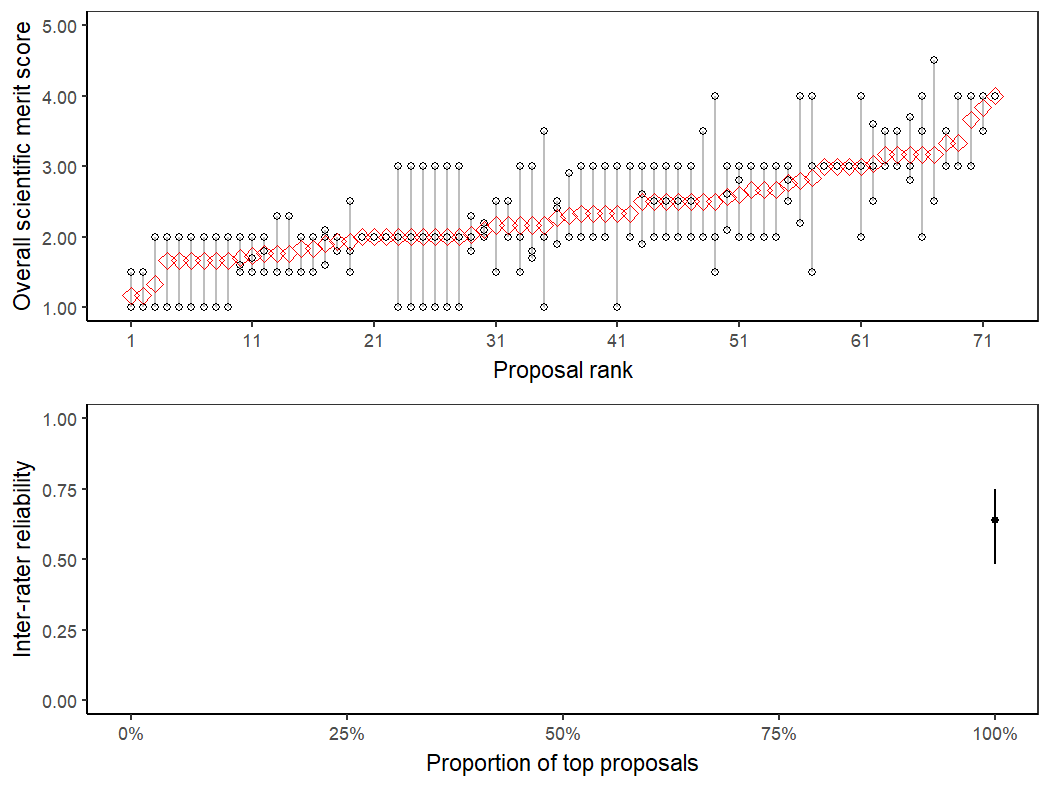 Overall scientific merit score
5.00
4.00
3.00
2.00
1.00
1 11 21 31 41 51 61 71
Proposal rank
Inter-rater reliability
1.00
0.75
0.50
0.25
0.00
0% 25% 50% 75% 100%
Proportion of top proposals